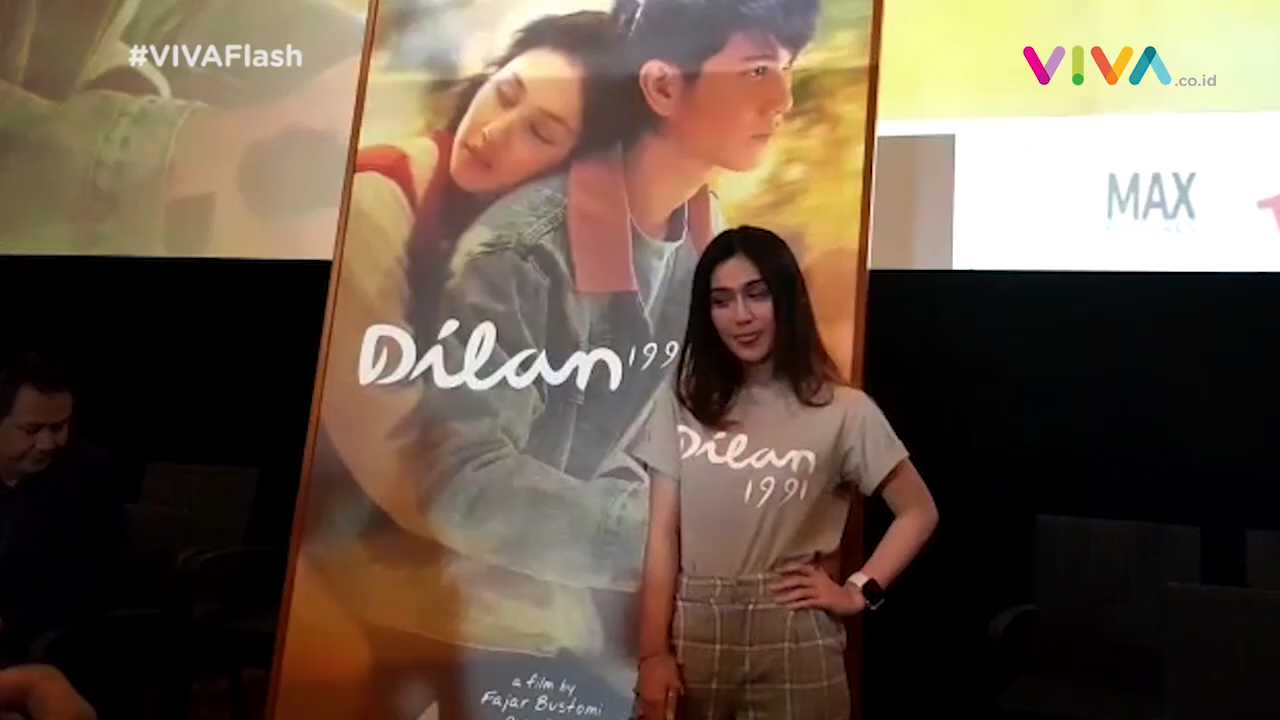 #VIVAFlash
VIVA.co.id
MAX
Dilan 199
Dilan
1991
a film by
Fajar Bustomi